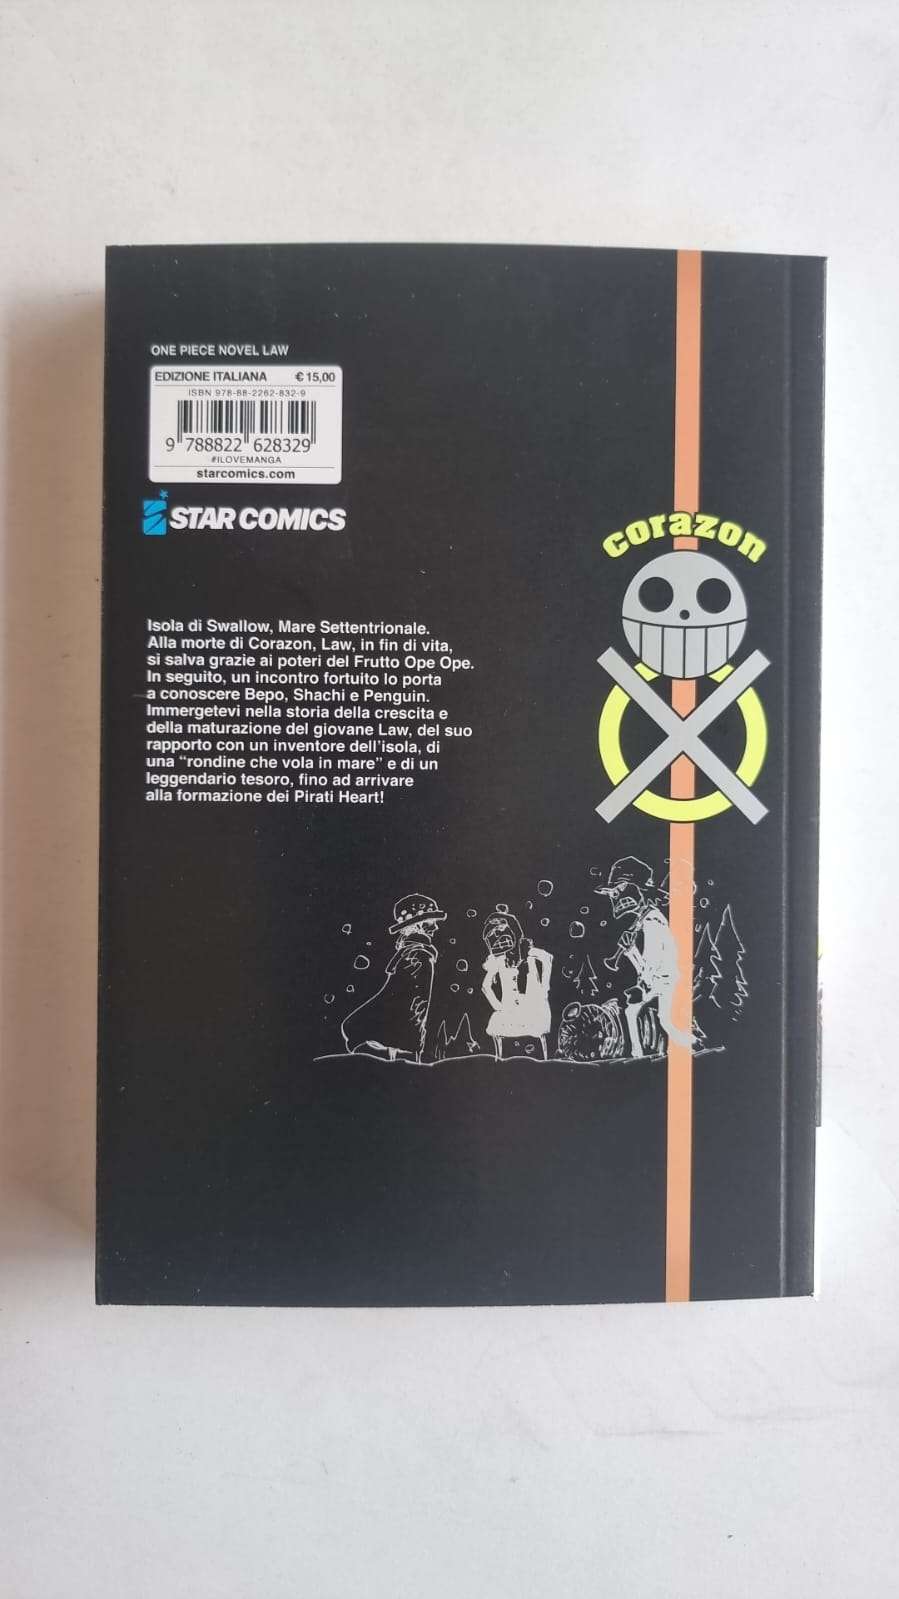 ONE PIECE NOVEL LAW
EDIZIONE ITALIANA € 15,00
ISBN 978-88-2262-832-9
9 788822 628329
#ILOVEMANGA
starcomics.com
STAR COMICS
corazon
Isola di Swallow, Mare Settentrionale.
Alla morte di Corazon, Law, in fin di vita,
si salva grazie ai poteri del Frutto Ope Ope.
In seguito, un incontro fortuito lo porta
a conoscere Bepo, Shachi e Penguin.
Immergetevi nella storia della crescita e
della maturazione del giovane Law, del suo
rapporto con un inventore dell'isola, di
una “rondine che vola in mare” e di un
leggendario tesoro, fino ad arrivare
alla formazione dei Pirati Heart!